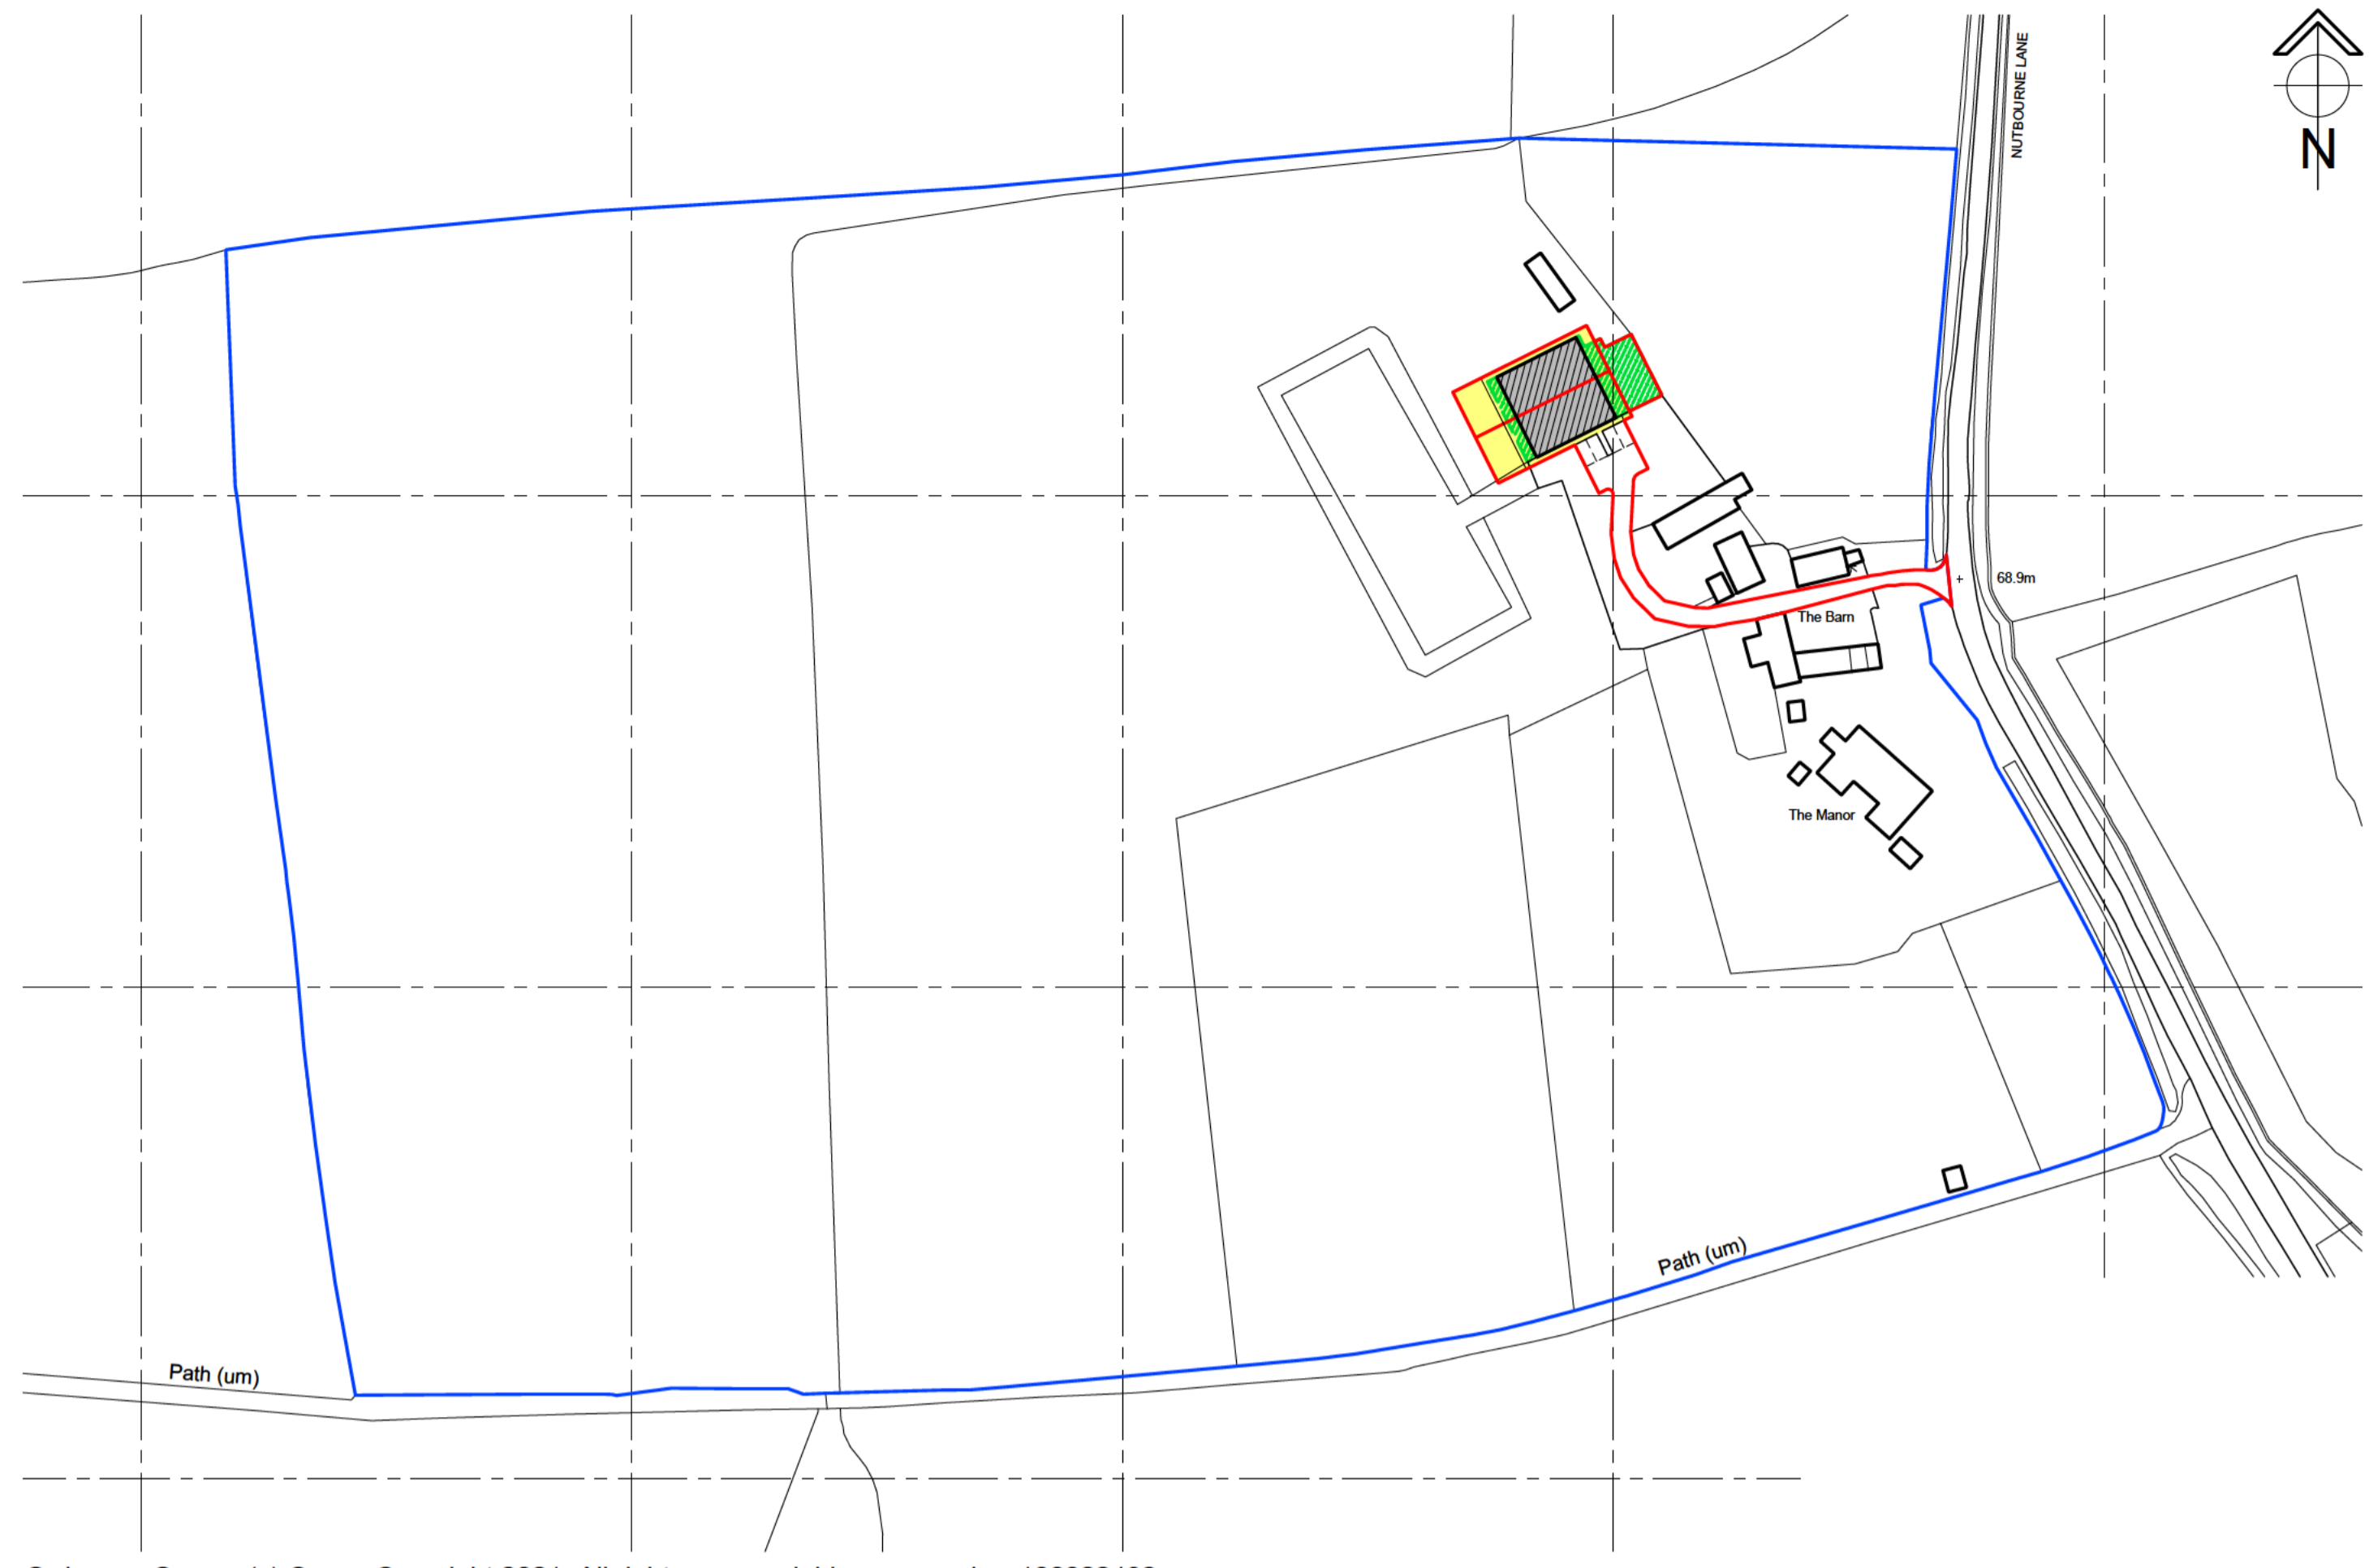 NUTBOURNE LANE
N
68.9m
The Barn
The Manor
Path (um)
Path (um)